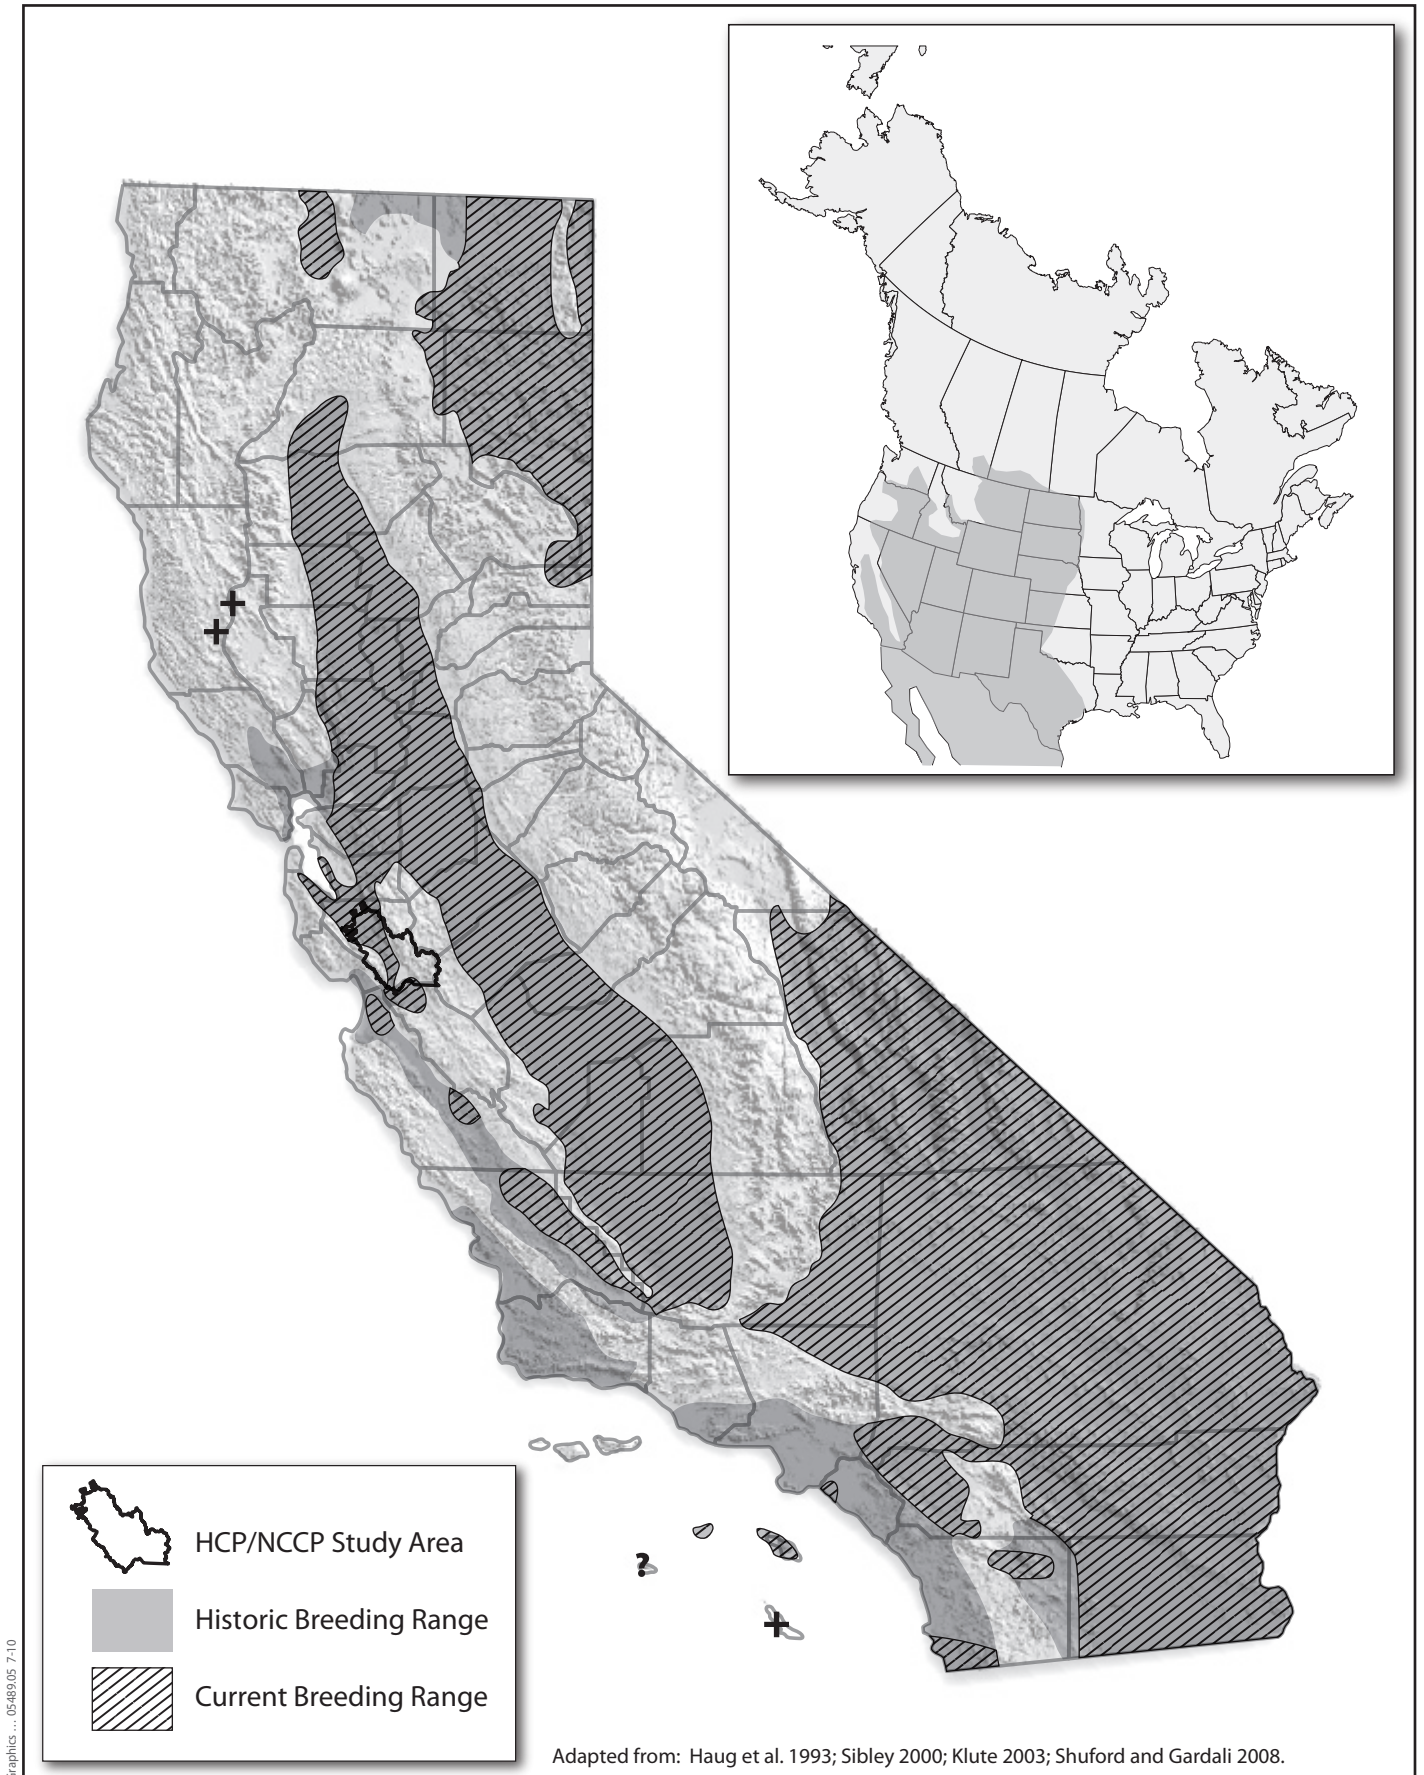 ?
HCP/NCCP Study Area
Historic Breeding Range
Current Breeding Range
Adapted from: Haug et al. 1993; Sibley 2000; Klute 2003; Shuford and Gardali 2008.
Graphics … 05489.05 7-10